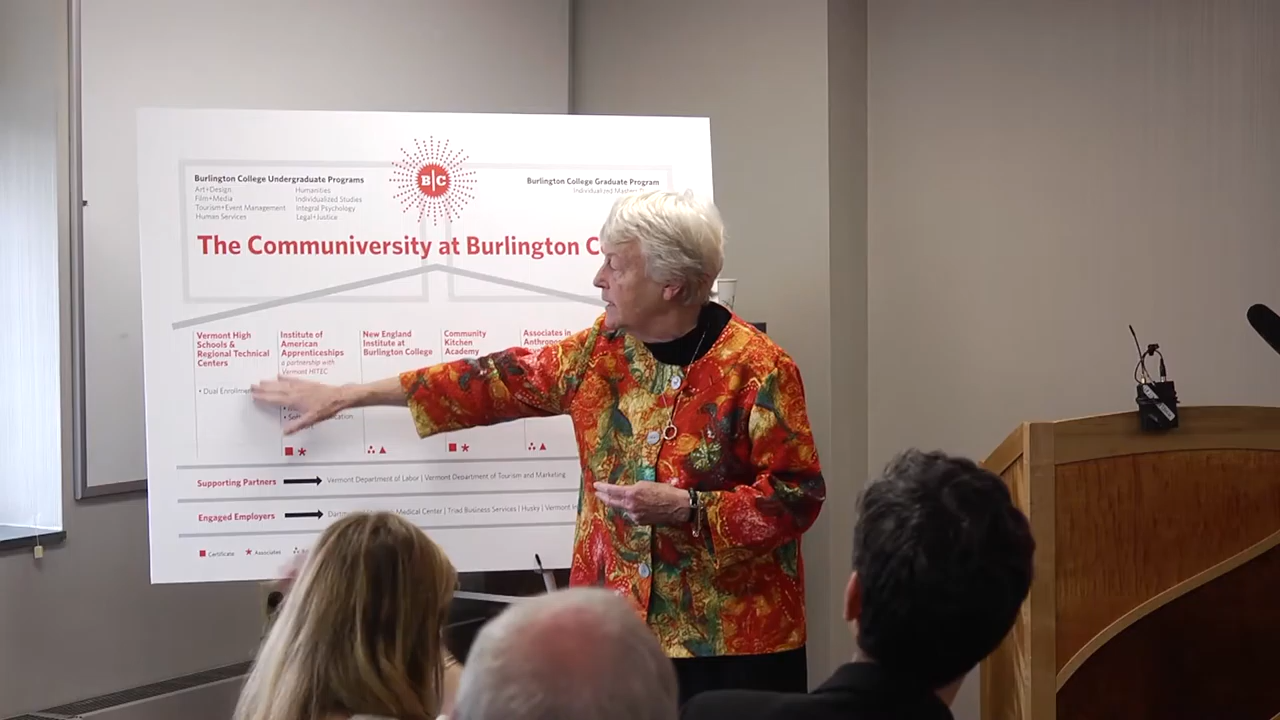 B|C
Burlington College Undergraduate Programs
Art+Design
Film+Media
Tourism+Event Management
Human Services
Humanities
Individualized Studies
Integral Psychology
Legal+Justice
Burlington College Graduate Program
Individualized
The Communiversity at Burlington
Vermont High
Schools &
Regional Technical
Centers
• Dual
Institute of
American
Apprenticeships
a partnership with
Vermont HITEC
New England
Institute at
Burlington College
Community
Kitchen
Academy
Associates in
Supporting Partners
Vermont Department of Labor | Vermont Department of Tourism and Marketing
Engaged Employers
Medical Center | Triad Business Services | Husky | Vermont
Certificate
Associates